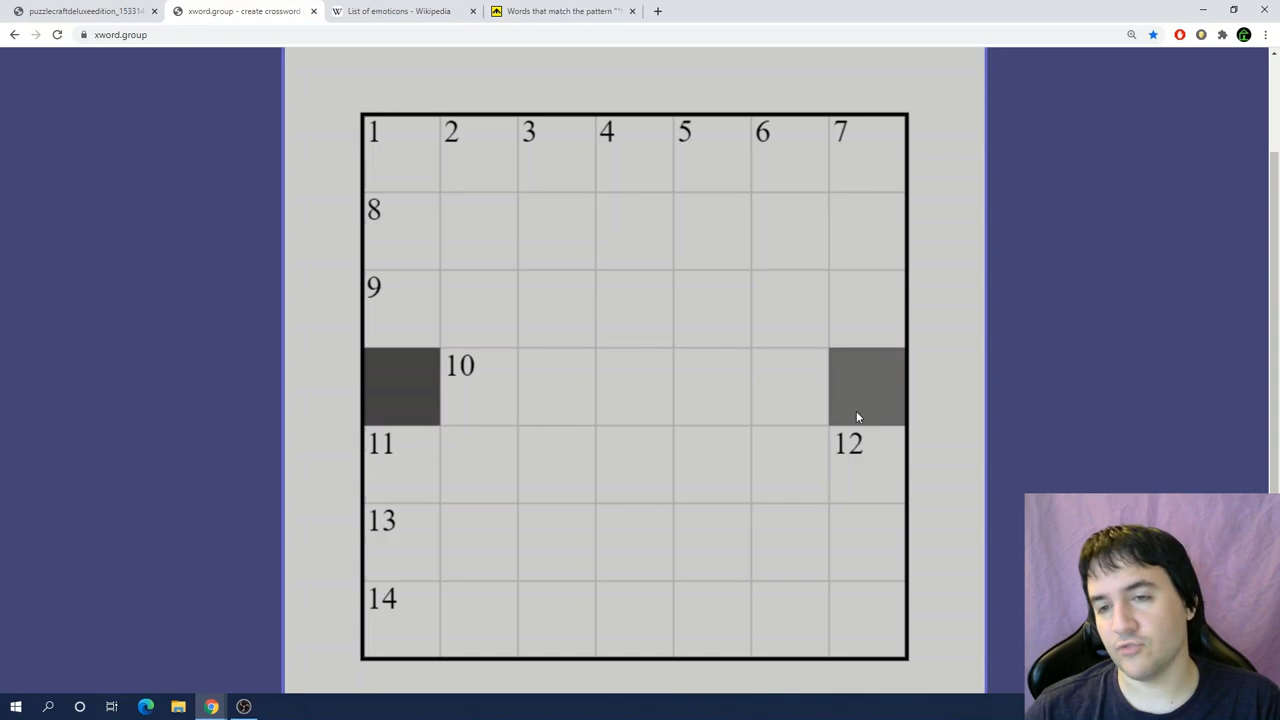 puzzlecraftdeluxeedition_153314
xword.group - create crossword
List of emoticons - Wikipedia
Words that match the pattern "*
xword.group
1 2 3 4 5 6 7
8
9
10
11 12
13
14